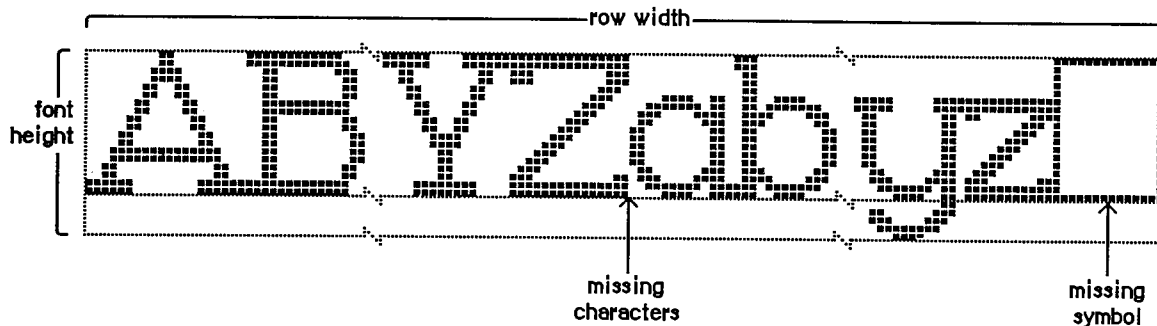 row width
font
height
ABYZabyz
missing
characters
missing
symbol